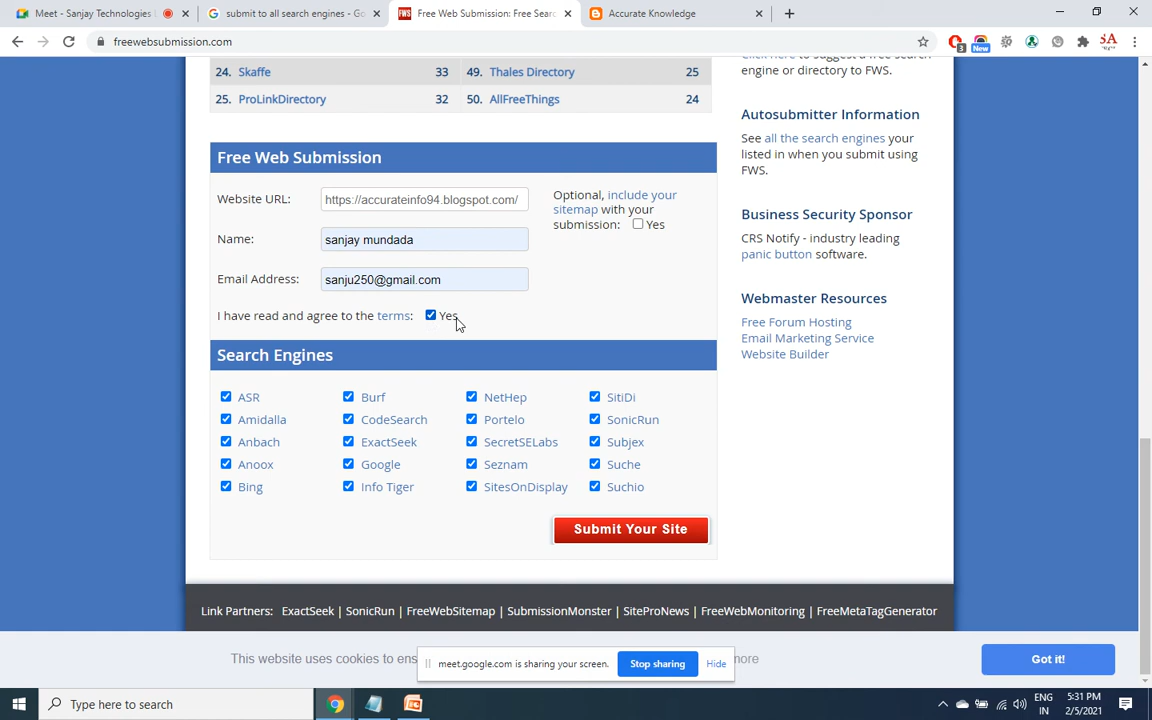 Meet - Sanjay Technologies
submit to all search engines - Go
FWS Free Web Submission: Free Searc
Accurate Knowledge
freewebsubmission.com
3
New
24. Skaffe 33 49. Thales Directory 25
25. ProLinkDirectory 32 50. AllFreeThings 24
Click here to suggest a free search
engine or directory to FWS.
Autosubmitter Information
See all the search engines your
listed in when you submit using
FWS.
Business Security Sponsor
CRS Notify - industry leading
panic button software.
Webmaster Resources
Free Forum Hosting
Email Marketing Service
Website Builder
Free Web Submission
Website URL: https://accurateinfo94.blogspot.com/
Optional, include your
sitemap with your
submission: Yes
Name: sanjay mundada
Email Address: sanju250@gmail.com
I have read and agree to the terms: Yes
Search Engines
ASR Burf NetHep SitiDi
Amidalla CodeSearch Portelo SonicRun
Anbach ExactSeek SecretSELabs Subjex
Anoox Google Seznam Suche
Bing Info Tiger SitesOnDisplay Suchio
Submit Your Site
Link Partners: ExactSeek | SonicRun | FreeWebSitemap | SubmissionMonster | SiteProNews | FreeWebMonitoring | FreeMetaTagGenerator
This website uses cookies to ens
more
Got it!
meet.google.com is sharing your screen. Stop sharing Hide
Type here to search
ENG
IN
5:31 PM
2/5/2021